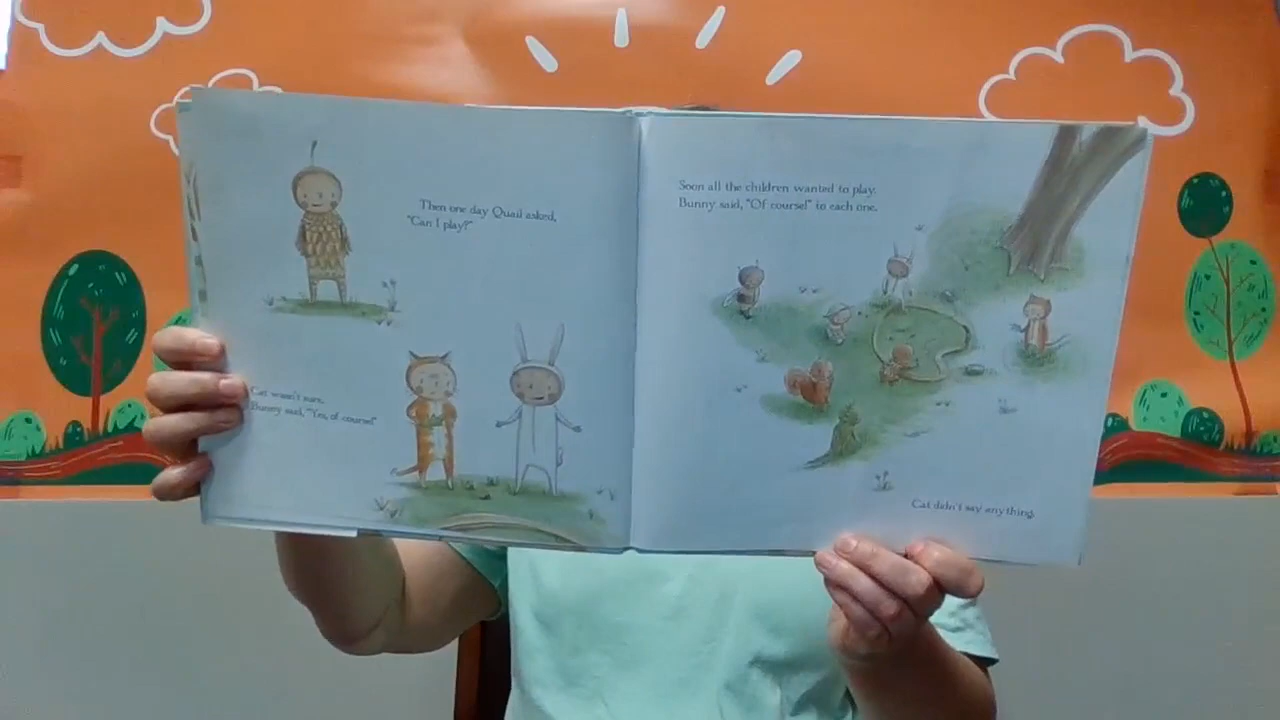 Then one day Quail asked,
"Can I play?"
Cat wasn't sure.
Bunny said, "Yes, of course!"
Soon all the children wanted to play.
Bunny said, "Of course!" to each one.
Cat didn't say anything.